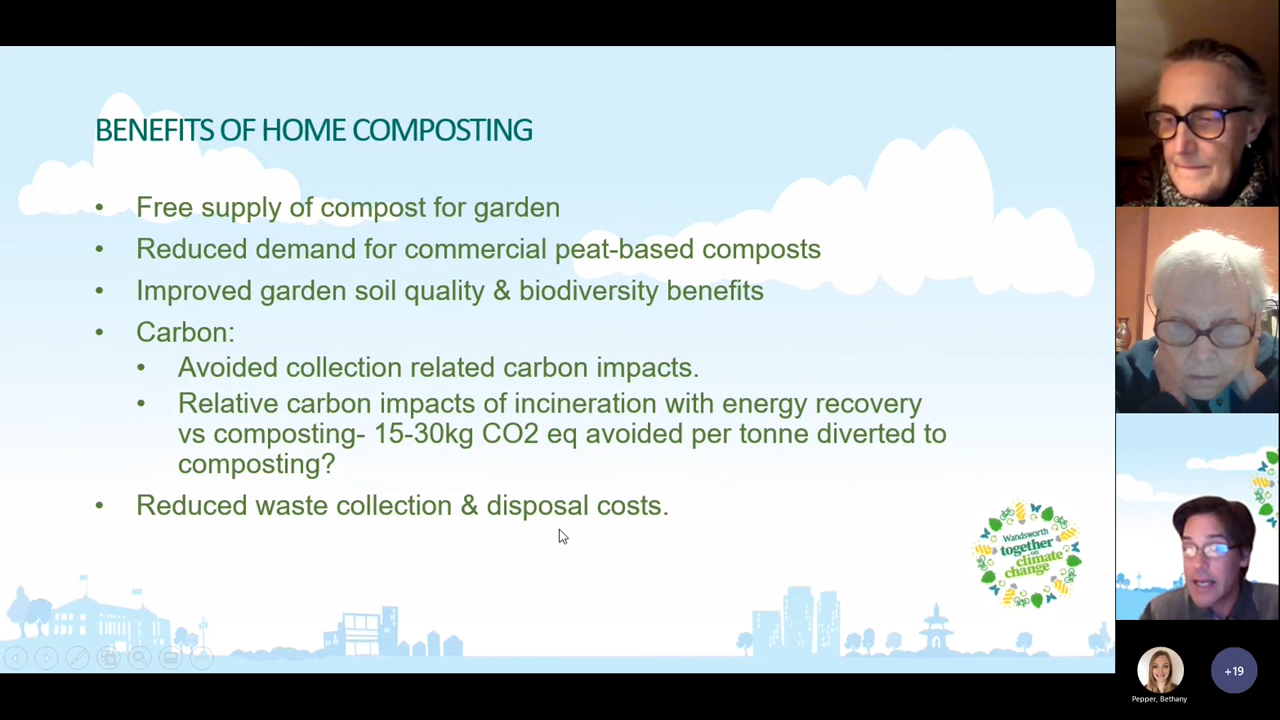 BENEFITS OF HOME COMPOSTING
• Free supply of compost for garden
• Reduced demand for commercial peat-based composts
• Improved garden soil quality & biodiversity benefits
• Carbon:
• Avoided collection related carbon impacts.
• Relative carbon impacts of incineration with energy recovery
vs composting- 15-30kg CO2 eq avoided per tonne diverted to
composting?
• Reduced waste collection & disposal costs.
Wandsworth
together
on
climate
change
Pepper, Bethany
+19